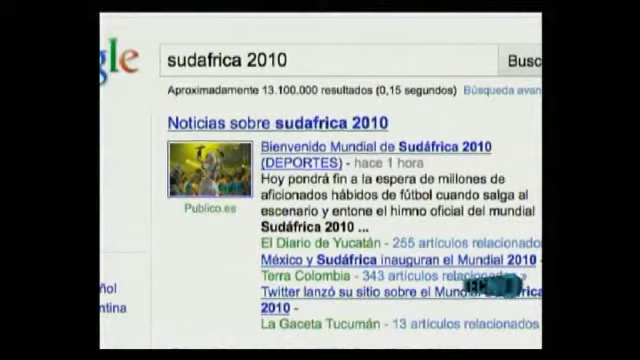 gle
sudafrica 2010
Busc
Aproximadamente 13.100.000 resultados (0,15 segundos)
Búsqueda avan
Noticias sobre sudafrica 2010
Bienvenido Mundial de Sudáfrica 2010
(DEPORTES) - hace 1 hora
Hoy pondrá fin a la espera de millones de
aficionados hábidos de fútbol cuando salga al
escenario y entone el himno oficial del mundial
Sudáfrica 2010 ...
Publico.es
El Diario de Yucatán - 255 artículos relacionado
México y Sudáfrica inauguran el Mundial 2010 -
Terra Colombia - 343 artículos »
Twitter lanzó su sitio sobre el
2010 -
La Gaceta Tucumán - 13 artículos relacionados
ñol
entina